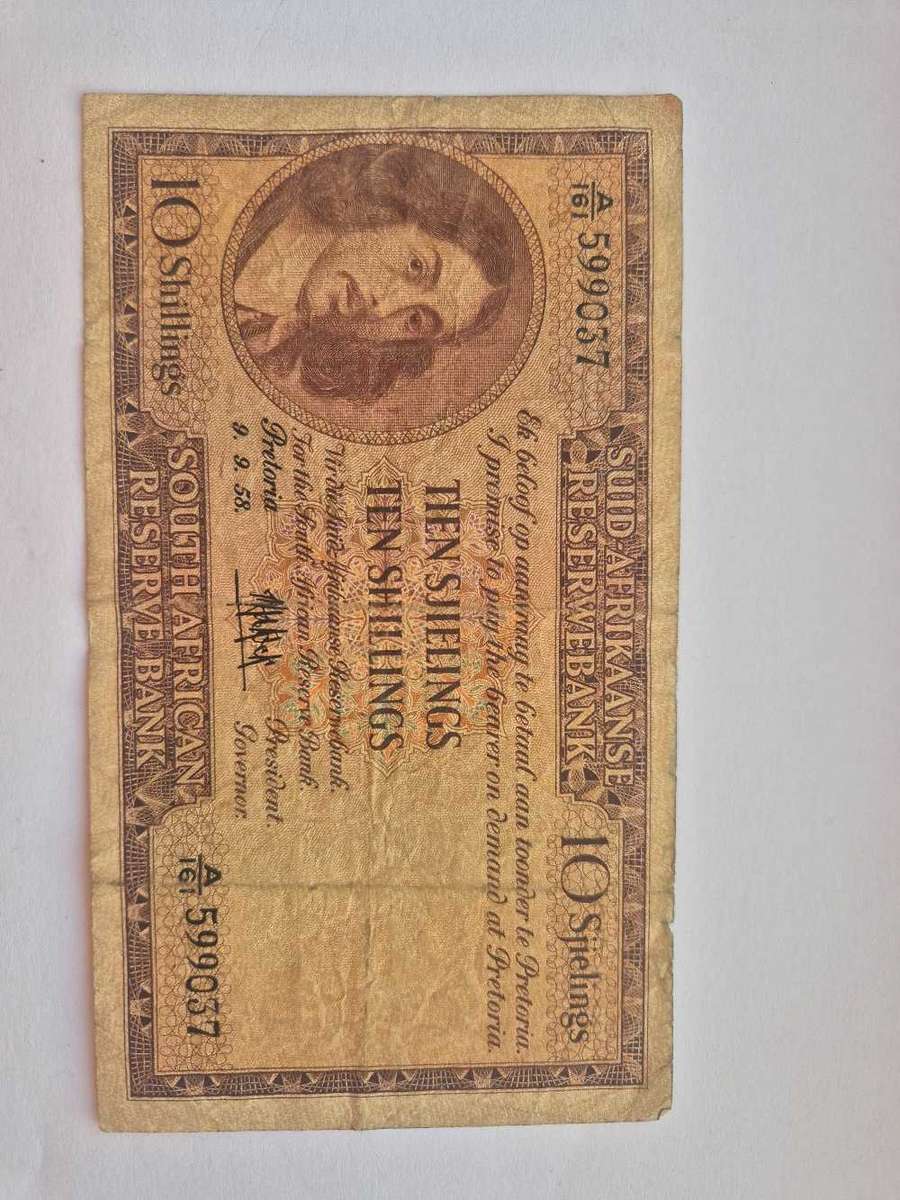 A/161 599037
SUID-AFRIKAANSE
RESERWEBANK
10 Sjielings
Ek beloof op aanvraag te betaal aan toonder te Pretoria.
I promise to pay the bearer on demand at Pretoria.
TIEN SJIELINGS
TEN SHILLINGS
Vir die Suid-Afrikaanse Reserwebank.
For the South African Reserve Bank.
Pretoria
President.
9. 9. 58.
Governor.
A/161 599037
10 Shillings
SOUTH AFRICAN
RESERVE BANK